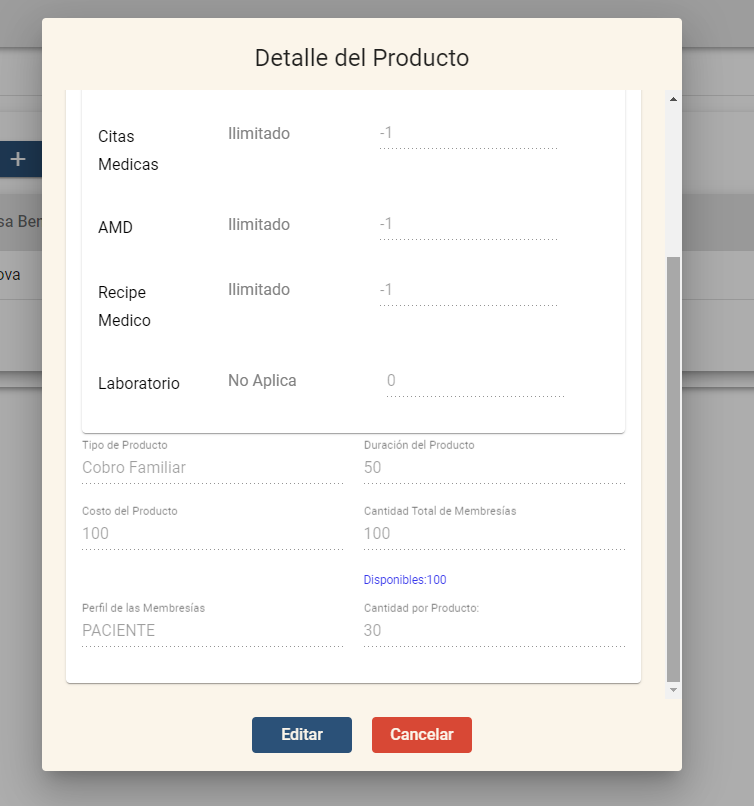 Detalle del Producto
Citas Medicas Ilimitado -1
AMD Ilimitado -1
Recipe Medico Ilimitado -1
Laboratorio No Aplica 0
Tipo de Producto Duración del Producto
Cobro Familiar 50
Costo del Producto Cantidad Total de Membresías
100 100
Disponibles:100
Perfil de las Membresías Cantidad por Producto:
PACIENTE 30
Editar Cancelar
+
sa Ber
ova